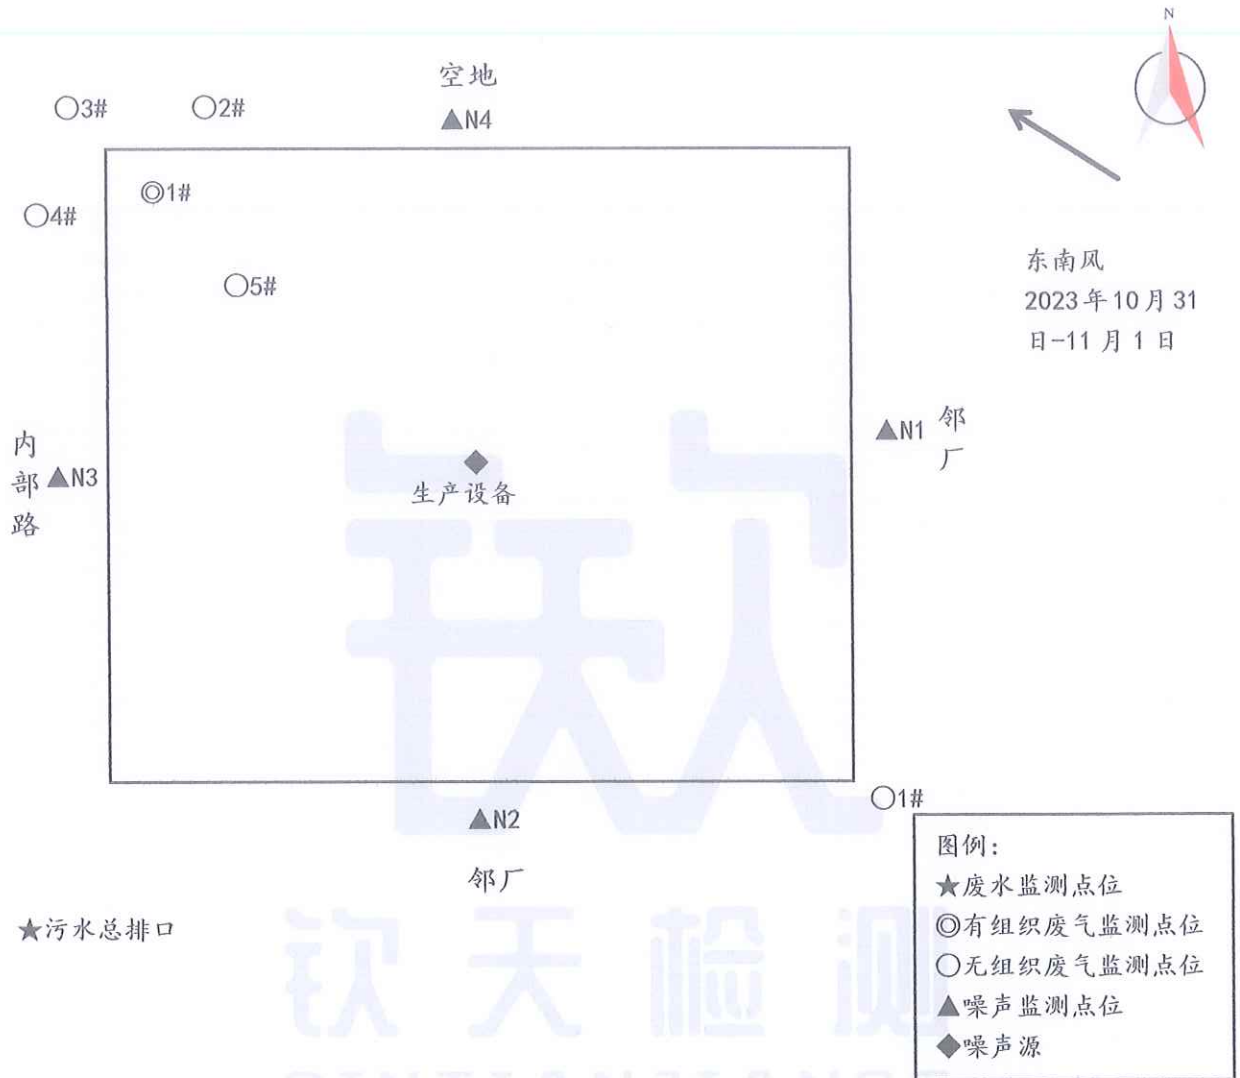 N
空地
○3#
○2#
▲N4
◎1#
○4#
○5#
东南风
2023年10月31
日-11月1日
内
部
路
▲N3
生产设备
▲N1
邻
厂
○1#
▲N2
邻厂
★污水总排口
图例：
★废水监测点位
◎有组织废气监测点位
○无组织废气监测点位
▲噪声监测点位
◆噪声源
钦天检测